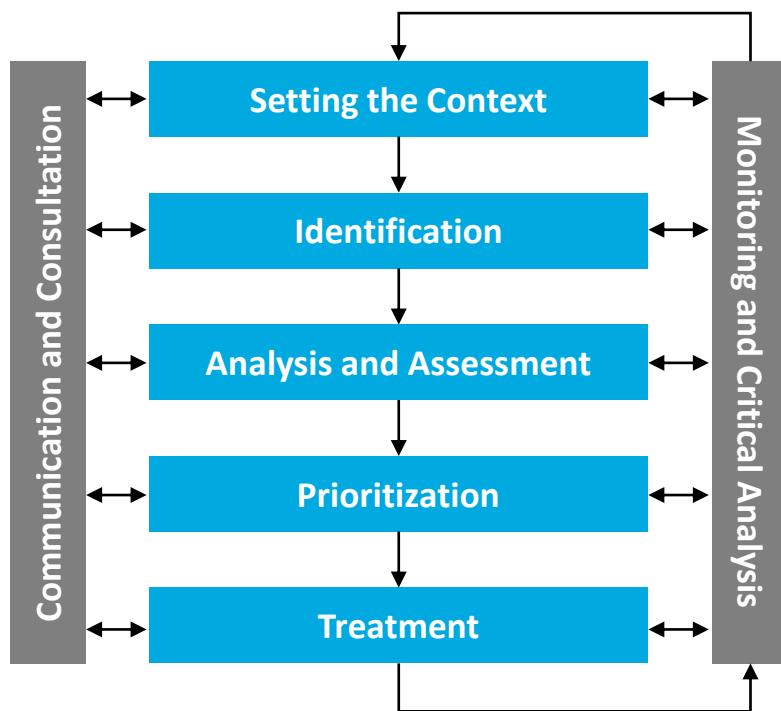 Setting the Context
Identification
Analysis and Assessment
Prioritization
Treatment
Communication and Consultation
Monitoring and Critical Analysis